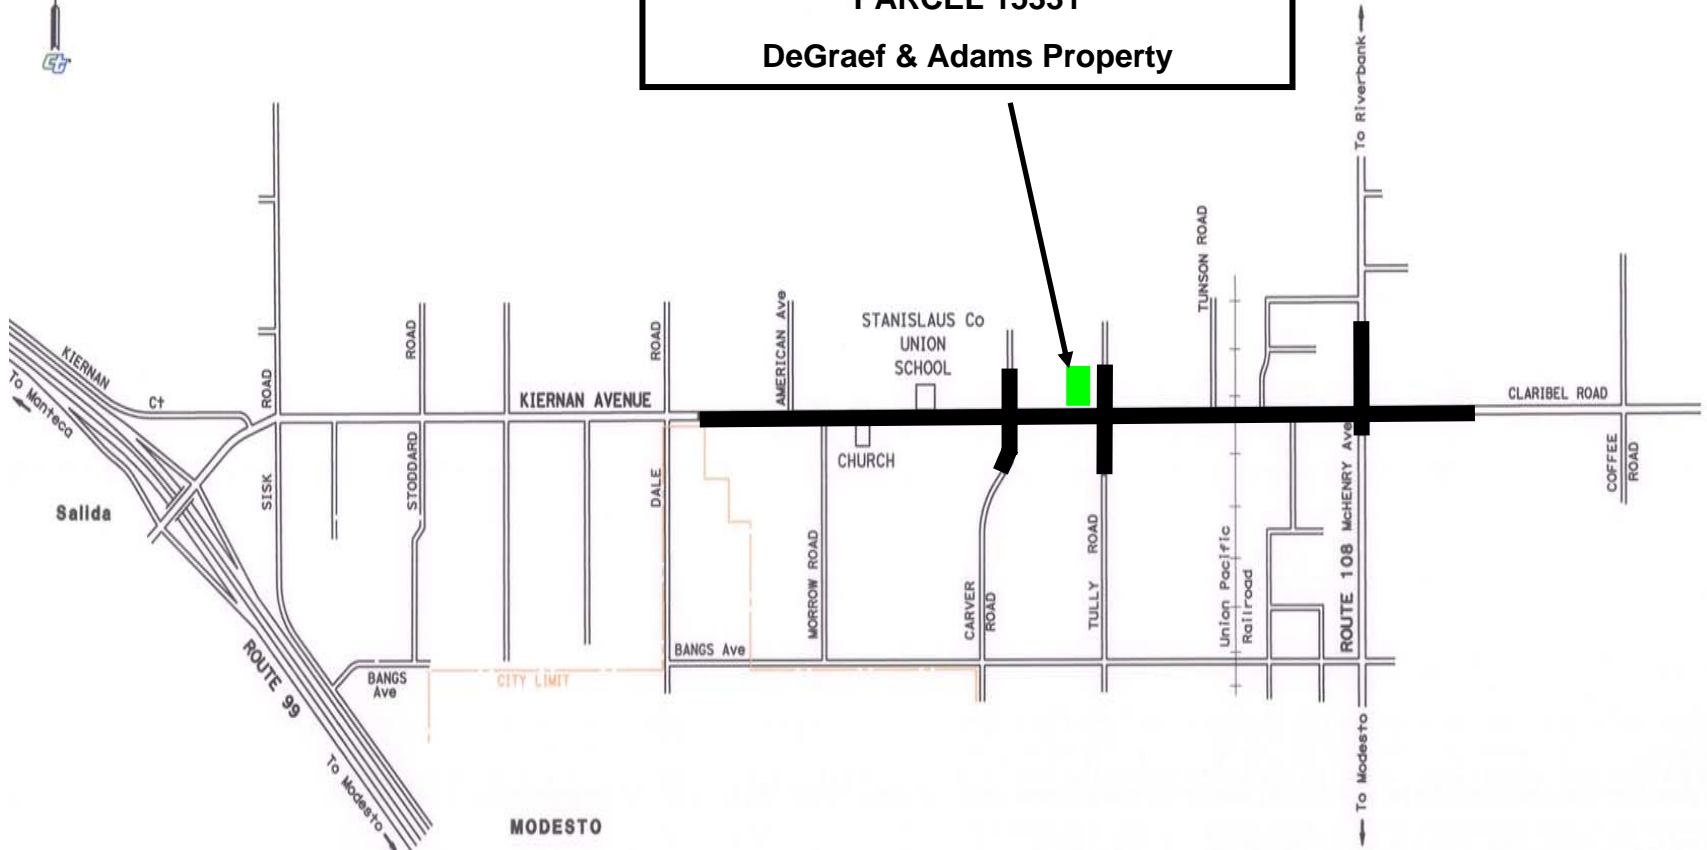 PARCEL 15331
DeGraef & Adams Property
To Riverbank
TUNSON ROAD
AMERICAN Ave
STANISLAUS Co
UNION
SCHOOL
ROAD
ROAD
ROAD
KIERNAN
Ct
To Manteca
KIERNAN AVENUE
CLARIBEL ROAD
CHURCH
SISK
STODDARD
DALE
COFFEE
ROAD
Salida
MORROW ROAD
CARVER
ROAD
TULLY ROAD
Union Pacific
Railroad
ROUTE 108 McHENRY Ave
BANGS Ave
BANGS
Ave
CITY LIMIT
ROUTE 99
To Modesto
MODESTO
To Modesto